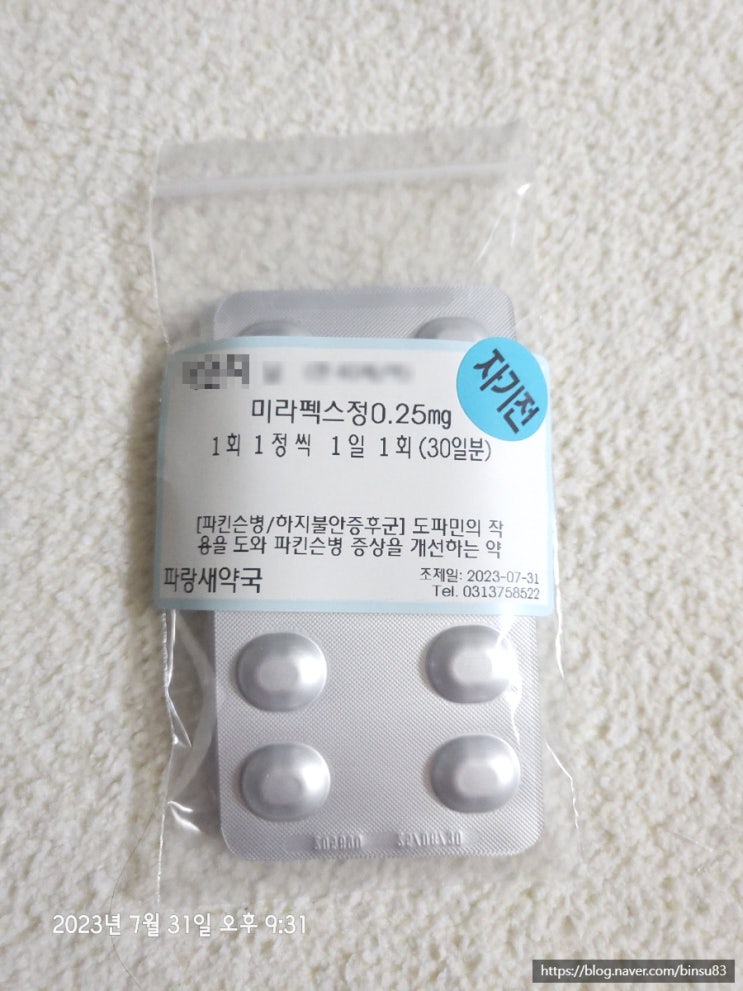 자기전
미라펙스정0.25mg
1회 1정씩 1일 1회(30일분)
[파킨슨병/하지불안증후군] 도파민의 작
용을 도와 파킨슨병 증상을 개선하는 약
파랑새약국
조제일: 2023-07-31
Tel. 0313758522
2023년 7월 31일 오후 9:31
https://blog.naver.com/binsu83